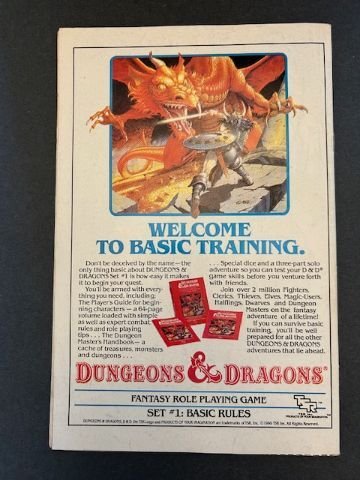 WELCOME
TO BASIC TRAINING.
Don't be deceived by the name—the
only thing basic about DUNGEONS &
DRAGONS Set #1 is how easy it makes
it to begin your quest.
You'll be armed with every-
thing you need, including:
The Player's Guide for begin-
ning characters — a 64-page
volume loaded with simple
as well as expert combat
rules and role playing
tips . . . The Dungeon
Master's Handbook— a
cache of treasures, monsters
and dungeons . . .
. . . Special dice and a three-part solo
adventure so you can test your D & D®
game skills before you venture forth
with friends.
Join over 2 million Fighters,
Clerics, Thieves, Elves, Magic-Users,
Halflings, Dwarves and Dungeon
Masters on the fantasy
adventure of a lifetime!
If you can survive basic
training, you'll be well
prepared for all the other
DUNGEONS & DRAGONS
adventures that lie ahead.
DUNGEONS & DRAGONS®
FANTASY ROLE PLAYING GAME
SET #1: BASIC RULES
TSR, Inc.
PRODUCTS OF YOUR IMAGINATION